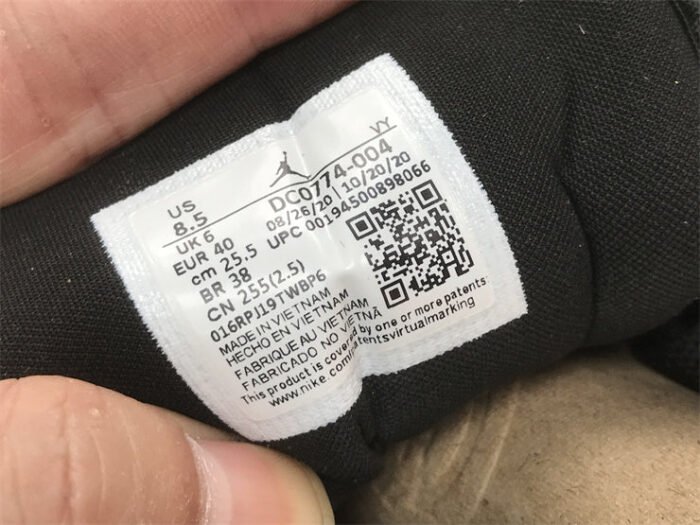 US
8.5
VY
DC0774-004
UK 6
08/26/20 | 10/20/20
EUR 40
UPC 00194500898066
cm 25.5
BR 38
CN 255(2.5)
016RPJ19TWBP6
MADE IN VIETNAM
HECHO EN VIETNAM
FABRIQUE AU VIETNAM
FABRICADO NO VIETNÃ
This product is covered by one or more patents:
www.nike.com/patentsvirtualmarking